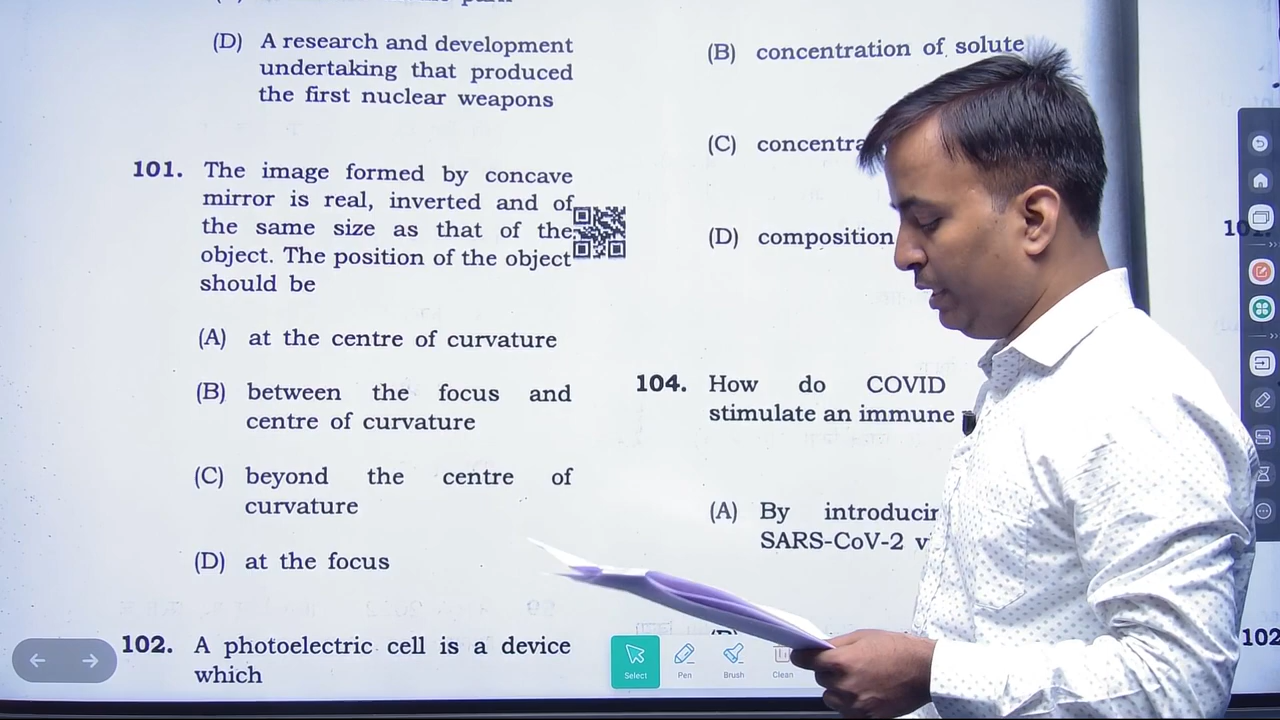 (D) A research and development
undertaking that produced
the first nuclear weapons
101. The image formed by concave
mirror is real, inverted and of
the same size as that of the
object. The position of the object
should be
(A) at the centre of curvature
(B) between the focus and
centre of curvature
(C) beyond the centre of
curvature
(D) at the focus
102. A photoelectric cell is a device
which
(B) concentration of solute
(C)
(D) composition
104. How do COVID
stimulate an immune
(A) By
SARS-CoV-2
102
Select
Pen
Brush
Clean